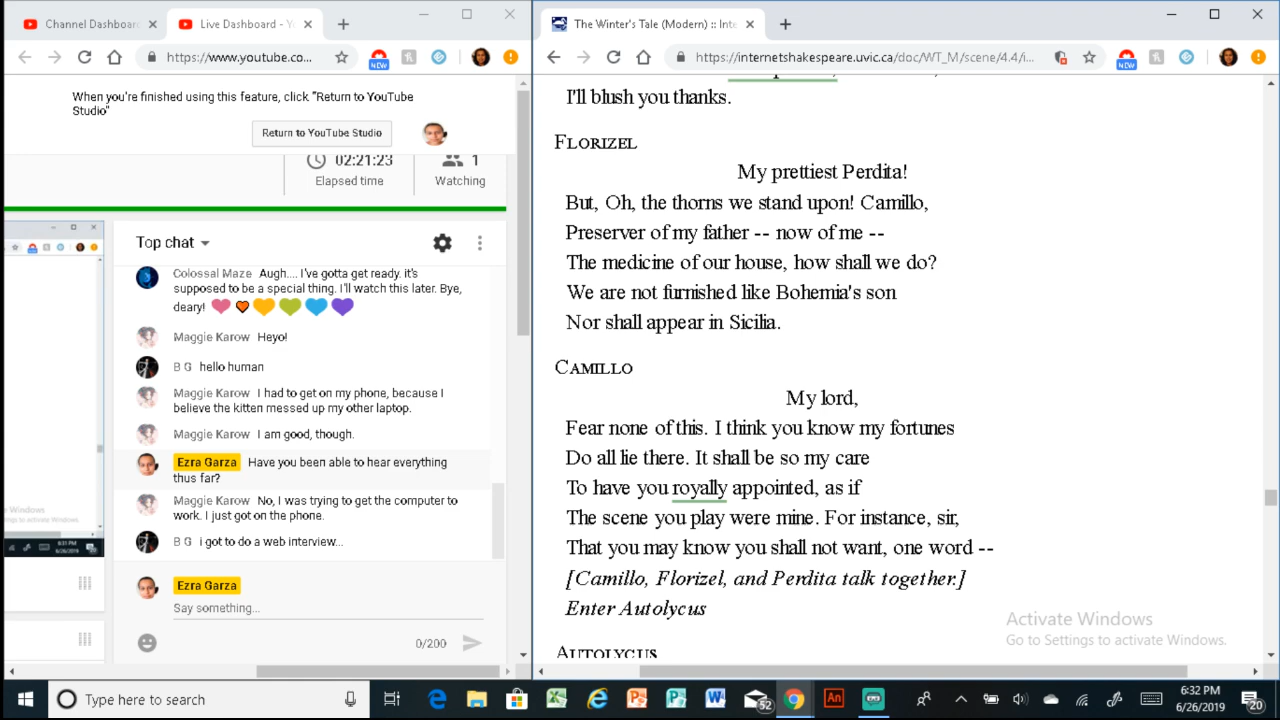 Channel Dashboard
Live Dashboard - Yo
The Winter's Tale (Modern) :: Inte
https://www.youtube.co...
NEW
https://internetshakespeare.uvic.ca/doc/WT_M/scene/4.4/i...
NEW
When you're finished using this feature, click "Return to YouTube
Studio"
Return to YouTube Studio
02:21:23
Elapsed time
1
Watching
Top chat
Colossal Maze Augh.... I've gotta get ready. it's
supposed to be a special thing. I'll watch this later. Bye,
deary!
Maggie Karow Heyo!
B G hello human
Maggie Karow I had to get on my phone, because I
believe the kitten messed up my other laptop.
Maggie Karow I am good, though.
Ezra Garza Have you been able to hear everything
thus far?
Maggie Karow No, I was trying to get the computer to
work. I just got on the phone.
B G i got to do a web interview...
Ezra Garza
Say something...
0/200
I'll blush you thanks.
FLORIZEL
My prettiest Perdita!
But, Oh, the thorns we stand upon! Camillo,
Preserver of my father -- now of me --
The medicine of our house, how shall we do?
We are not furnished like Bohemia's son
Nor shall appear in Sicilia.
CAMILLO
My lord,
Fear none of this. I think you know my fortunes
Do all lie there. It shall be so my care
To have you royally appointed, as if
The scene you play were mine. For instance, sir,
That you may know you shall not want, one word --
[Camillo, Florizel, and Perdita talk together.]
Enter Autolycus
AUTOLYCUS
Activate Windows
Go to Settings to activate Windows.
Type here to search
52
An
6:32 PM
6/26/2019
20